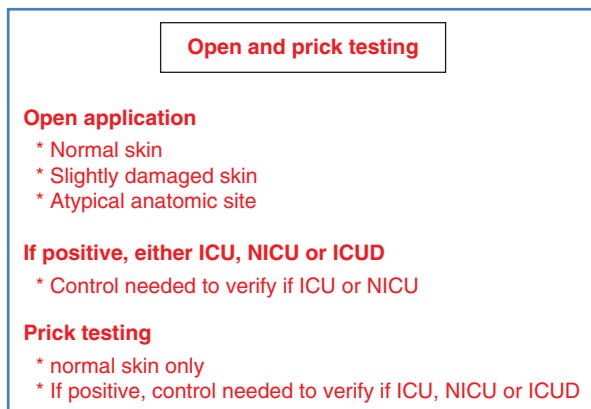 Open and prick testing
Open application
* Normal skin
* Slightly damaged skin
* Atypical anatomic site
If positive, either ICU, NICU or ICUD
* Control needed to verify if ICU or NICU
Prick testing
* normal skin only
* If positive, control needed to verify if ICU, NICU or ICUD